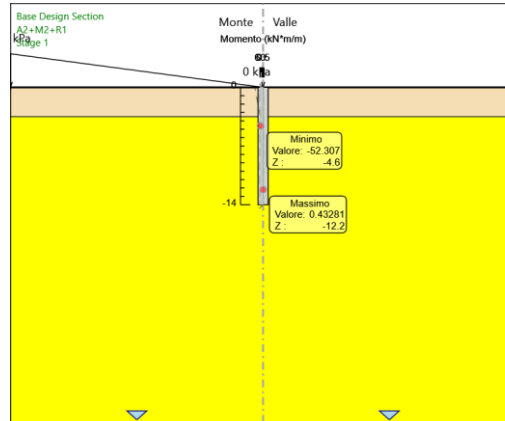 Base Design Section
A2+M2+R1
Stage 1
kPa
Monte Valle
Momento (kN*m/m)
0 kPa
0
Minimo
Valore: -52.307
Z : -4.6
-14
Massimo
Valore: 0.43281
Z : -12.2